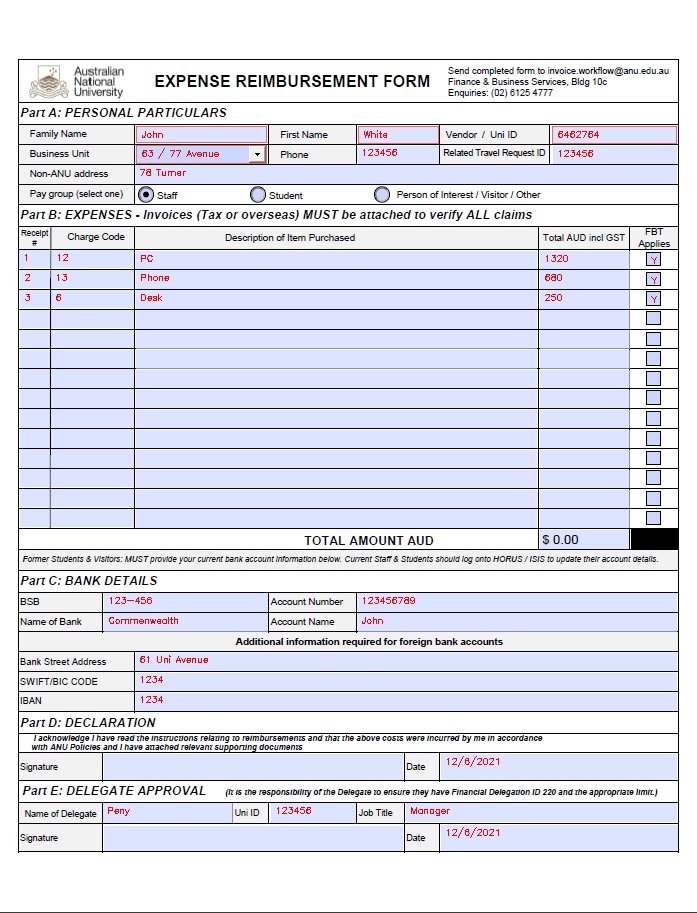 Australian National University
EXPENSE REIMBURSEMENT FORM
Send completed form to invoice.workflow@anu.edu.au
Finance & Business Services, Bldg 10c
Enquiries: (02) 6125 4777
Part A: PERSONAL PARTICULARS
Family Name John First Name White Vendor / Uni ID 6462764
Business Unit 63 / 77 Avenue Phone 123456 Related Travel Request ID 123456
Non-ANU address 78 Turner
Pay group (select one) Staff Student Person of Interest / Visitor / Other
Part B: EXPENSES - Invoices (Tax or overseas) MUST be attached to verify ALL claims
Receipt # Charge Code Description of Item Purchased Total AUD incl GST FBT Applies
1 12 PC 1320 Y
2 13 Phone 680 Y
3 6 Desk 250 Y
TOTAL AMOUNT AUD $ 0.00
Former Students & Visitors: MUST provide your current bank account information below. Current Staff & Students should log onto HORUS / ISIS to update their account details.
Part C: BANK DETAILS
BSB 123-456 Account Number 123456789
Name of Bank Commenwealth Account Name John
Additional information required for foreign bank accounts
Bank Street Address 61 Uni Avenue
SWIFT/BIC CODE 1234
IBAN 1234
Part D: DECLARATION
I acknowledge I have read the instructions relating to reimbursements and that the above costs were incurred by me in accordance
with ANU Policies and I have attached relevant supporting documents
Signature Date 12/6/2021
Part E: DELEGATE APPROVAL (It is the responsibility of the Delegate to ensure they have Financial Delegation ID 220 and the appropriate limit.)
Name of Delegate Peny Uni ID 123456 Job Title Manager
Signature Date 12/6/2021